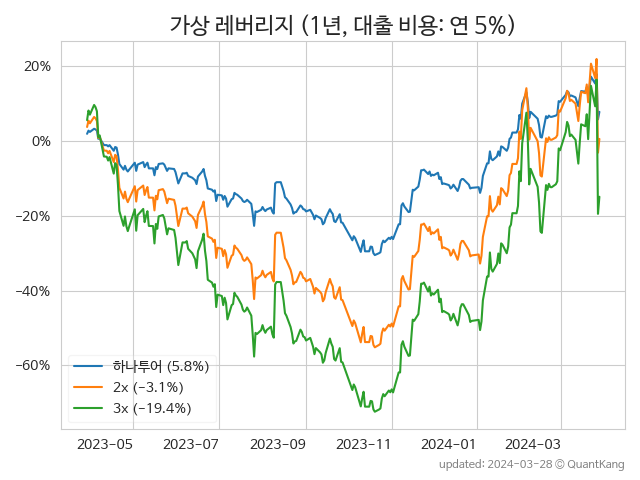 가상 레버리지 (1년, 대출 비용: 연 5%)
20%
0%
−20%
−40%
−60%
하나투어 (5.8%)
2x (−3.1%)
3x (−19.4%)
2023−05 2023−07 2023−09 2023−11 2024−01 2024−03
updated: 2024−03−28 © QuantKang